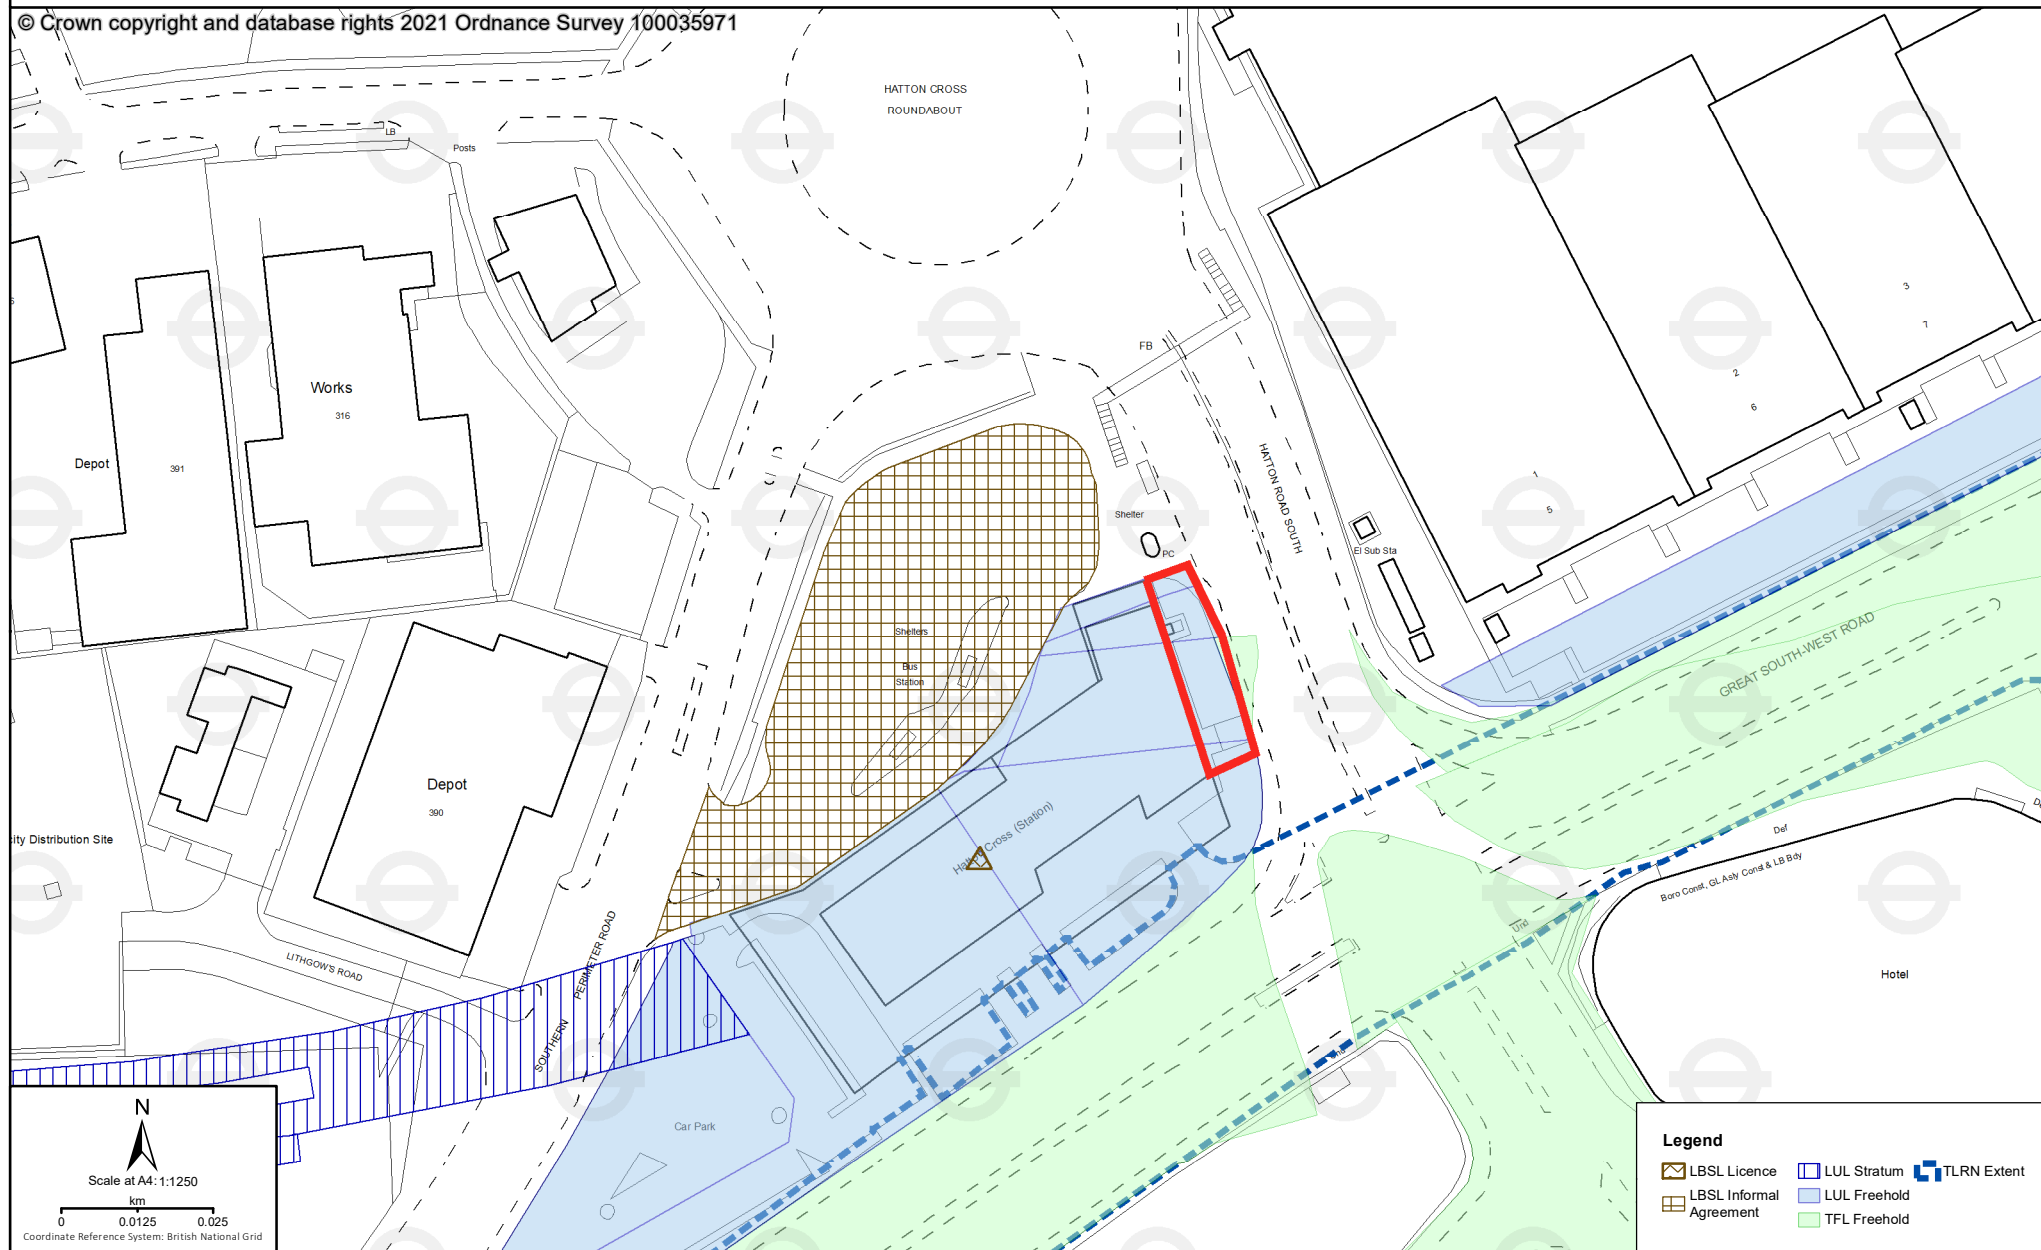 © Crown copyright and database rights 2021 Ordnance Survey 100035971
HATTON CROSS
ROUNDABOUT
LB
Posts
FB
3
7
2
6
Works
316
Depot
391
1
5
HATTON ROAD SOUTH
Shelter
PC
El Sub Sta
Shelters
Bus
Station
GREAT SOUTH-WEST ROAD
Depot
390
city Distribution Site
Hatton Cross (Station)
Def
Boro Const, GL Asly Const & LB Bdy
Und
Hotel
LITHGOW'S ROAD
SOUTHERN PERIMETER ROAD
Und
Car Park
N
Scale at A4: 1:1250
km
0 0.0125 0.025
Coordinate Reference System: British National Grid
Legend
LBSL Licence
LBSL Informal
Agreement
LUL Stratum
LUL Freehold
TFL Freehold
TLRN Extent